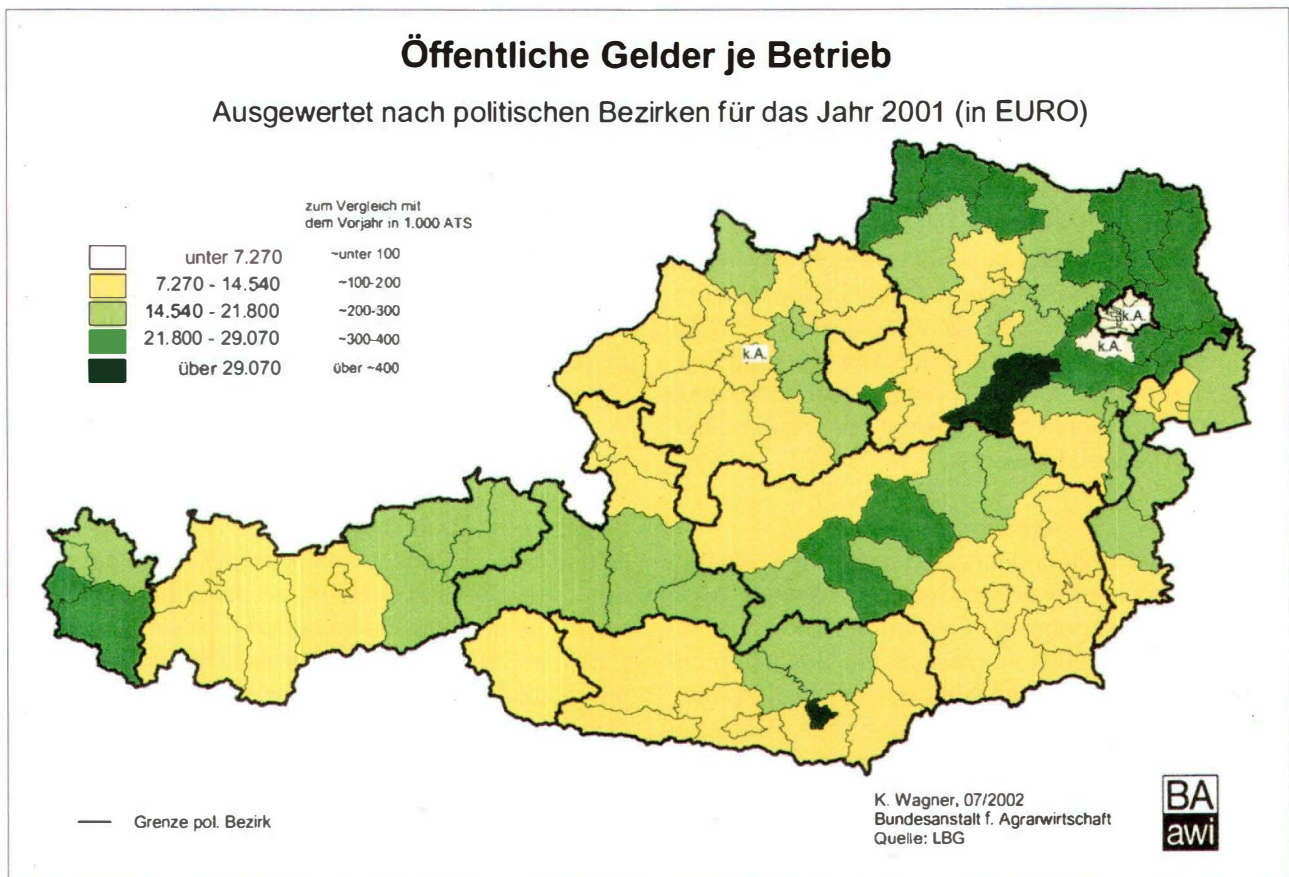 Öffentliche Gelder je Betrieb
Ausgewertet nach politischen Bezirken für das Jahr 2001 (in EURO)
zum Vergleich mit
dem Vorjahr in 1.000 ATS
unter 7.270 ~unter 100
7.270 - 14.540 ~100-200
14.540 - 21.800 ~200-300
21.800 - 29.070 ~300-400
über 29.070 über ~400
k.A.
k.A.
k.A.
Grenze pol. Bezirk
K. Wagner, 07/2002
Bundesanstalt f. Agrarwirtschaft
Quelle: LBG
BA
awi